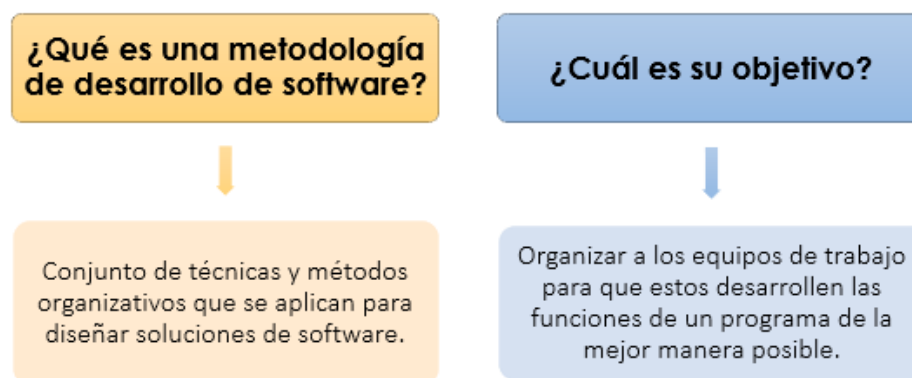 ¿Qué es una metodología
de desarrollo de software?
Conjunto de técnicas y métodos
organizativos que se aplican para
diseñar soluciones de software.
¿Cuál es su objetivo?
Organizar a los equipos de trabajo
para que estos desarrollen las
funciones de un programa de la
mejor manera posible.